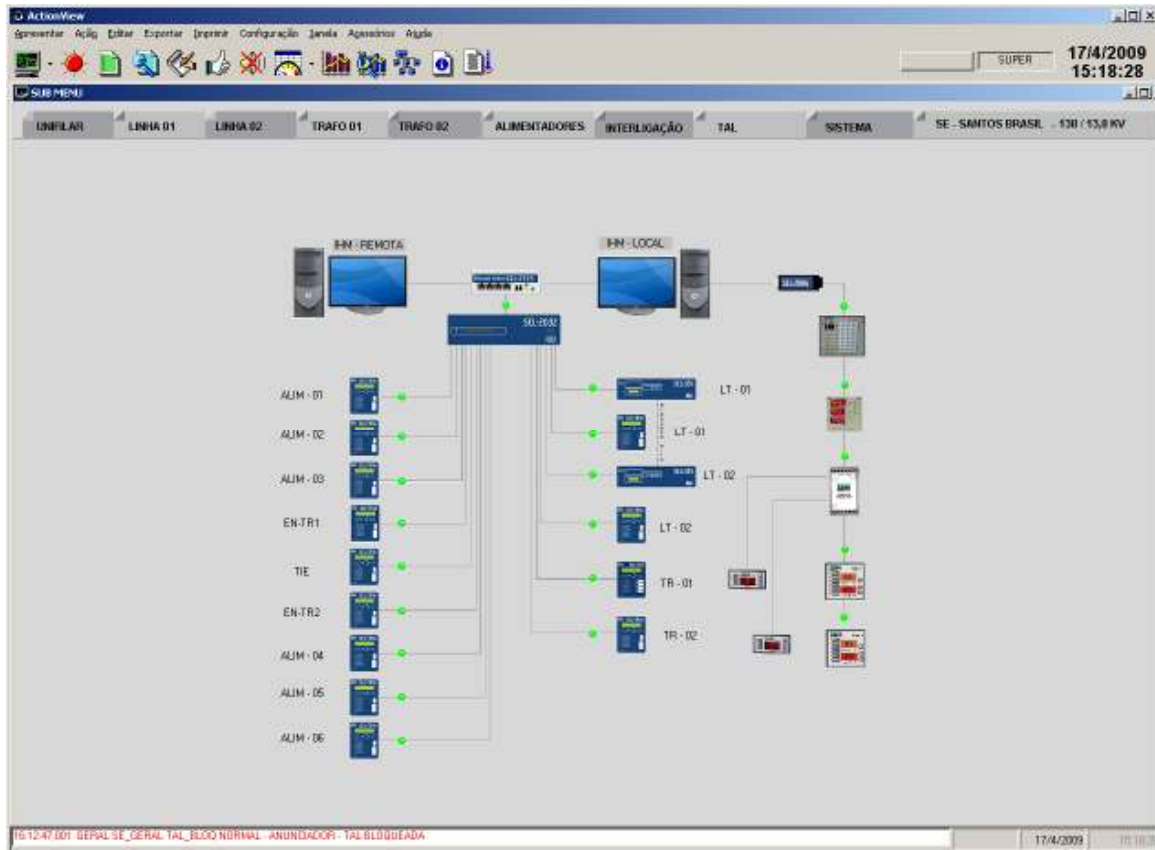 ActionView
Apresentar Ação Editar Exportar Imprimir Configuração Janela Acessórios Ajuda
SUPER
17/4/2009
15:18:28
SUB MENU
UNIFILAR LINHA 01 LINHA 02 TRAFO 01 TRAFO 02 ALIMENTADORES INTERLIGAÇÃO TAL SISTEMA SE - SANTOS BRASIL - 138 / 13,8 KV
IHM - REMOTA
IHM - LOCAL
SEL-2032
ALIM - 01
ALIM - 02
ALIM - 03
EN-TR1
TIE
EN-TR2
ALIM - 04
ALIM - 05
ALIM - 06
LT - 01
LT - 01
LT - 02
LT - 02
TR - 01
TR - 02
GERAL SE_GERAL TAL_BLOQ NORMAL - ANUNCIADOR - TAL BLOQUEADA
17/4/2009